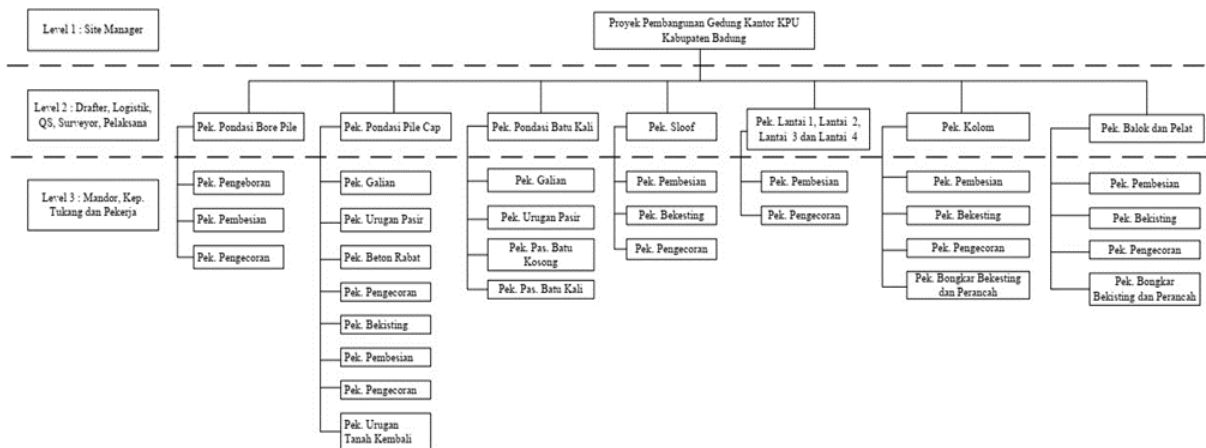 Level 1 : Site Manager
Proyek Pembangunan Gedung Kantor KPU
Kabupaten Badung
Level 2 : Drafter, Logistik,
QS, Surveyor, Pelaksana
Pek. Pondasi Bore Pile
Pek. Pondasi Pile Cap
Pek. Pondasi Batu Kali
Pek. Sloof
Pek. Lantai 1, Lantai 2,
Lantai 3 dan Lantai 4
Pek. Kolom
Pek. Balok dan Pelat
Level 3 : Mandor, Kep.
Tukang dan Pekerja
Pek. Pengeboran
Pek. Pembesian
Pek. Pengecoran
Pek. Galian
Pek. Urugan Pasir
Pek. Beton Rabat
Pek. Pengecoran
Pek. Bekisting
Pek. Pembesian
Pek. Pengecoran
Pek. Urugan
Tanah Kembali
Pek. Galian
Pek. Urugan Pasir
Pek. Pas. Batu
Kosong
Pek. Pas. Batu Kali
Pek. Pembesian
Pek. Bekesting
Pek. Pengecoran
Pek. Pembesian
Pek. Pengecoran
Pek. Pembesian
Pek. Bekesting
Pek. Pengecoran
Pek. Bongkar Bekesting
dan Perancah
Pek. Pembesian
Pek. Bekisting
Pek. Pengecoran
Pek. Bongkar
Bekisting dan Perancah